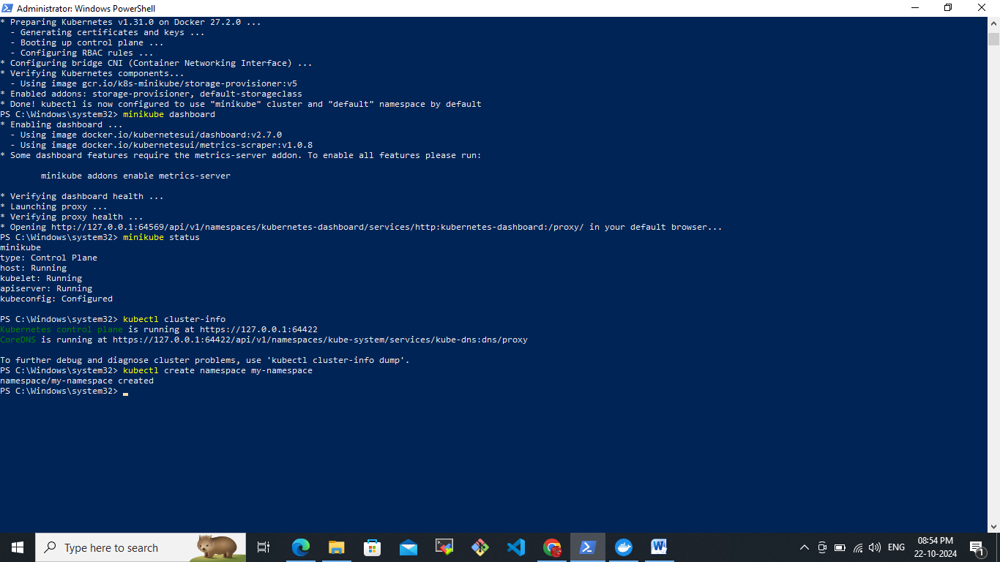 Administrator: Windows PowerShell
* Preparing Kubernetes v1.31.0 on Docker 27.2.0 ...
  - Generating certificates and keys ...
  - Booting up control plane ...
  - Configuring RBAC rules ...
* Configuring bridge CNI (Container Networking Interface) ...
* Verifying Kubernetes components...
  - Using image gcr.io/k8s-minikube/storage-provisioner:v5
* Enabled addons: storage-provisioner, default-storageclass
* Done! kubectl is now configured to use "minikube" cluster and "default" namespace by default
PS C:\Windows\system32> minikube dashboard
* Enabling dashboard ...
  - Using image docker.io/kubernetesui/dashboard:v2.7.0
  - Using image docker.io/kubernetesui/metrics-scraper:v1.0.8
* Some dashboard features require the metrics-server addon. To enable all features please run:
        minikube addons enable metrics-server
* Verifying dashboard health ...
* Launching proxy ...
* Verifying proxy health ...
* Opening http://127.0.0.1:64569/api/v1/namespaces/kubernetes-dashboard/services/http:kubernetes-dashboard:/proxy/ in your default browser...
PS C:\Windows\system32> minikube status
minikube
type: Control Plane
host: Running
kubelet: Running
apiserver: Running
kubeconfig: Configured
PS C:\Windows\system32> kubectl cluster-info
Kubernetes control plane is running at https://127.0.0.1:64422
CoreDNS is running at https://127.0.0.1:64422/api/v1/namespaces/kube-system/services/kube-dns:dns/proxy
To further debug and diagnose cluster problems, use 'kubectl cluster-info dump'.
PS C:\Windows\system32> kubectl create namespace my-namespace
namespace/my-namespace created
PS C:\Windows\system32>
Type here to search
ENG
08:54 PM
22-10-2024
1